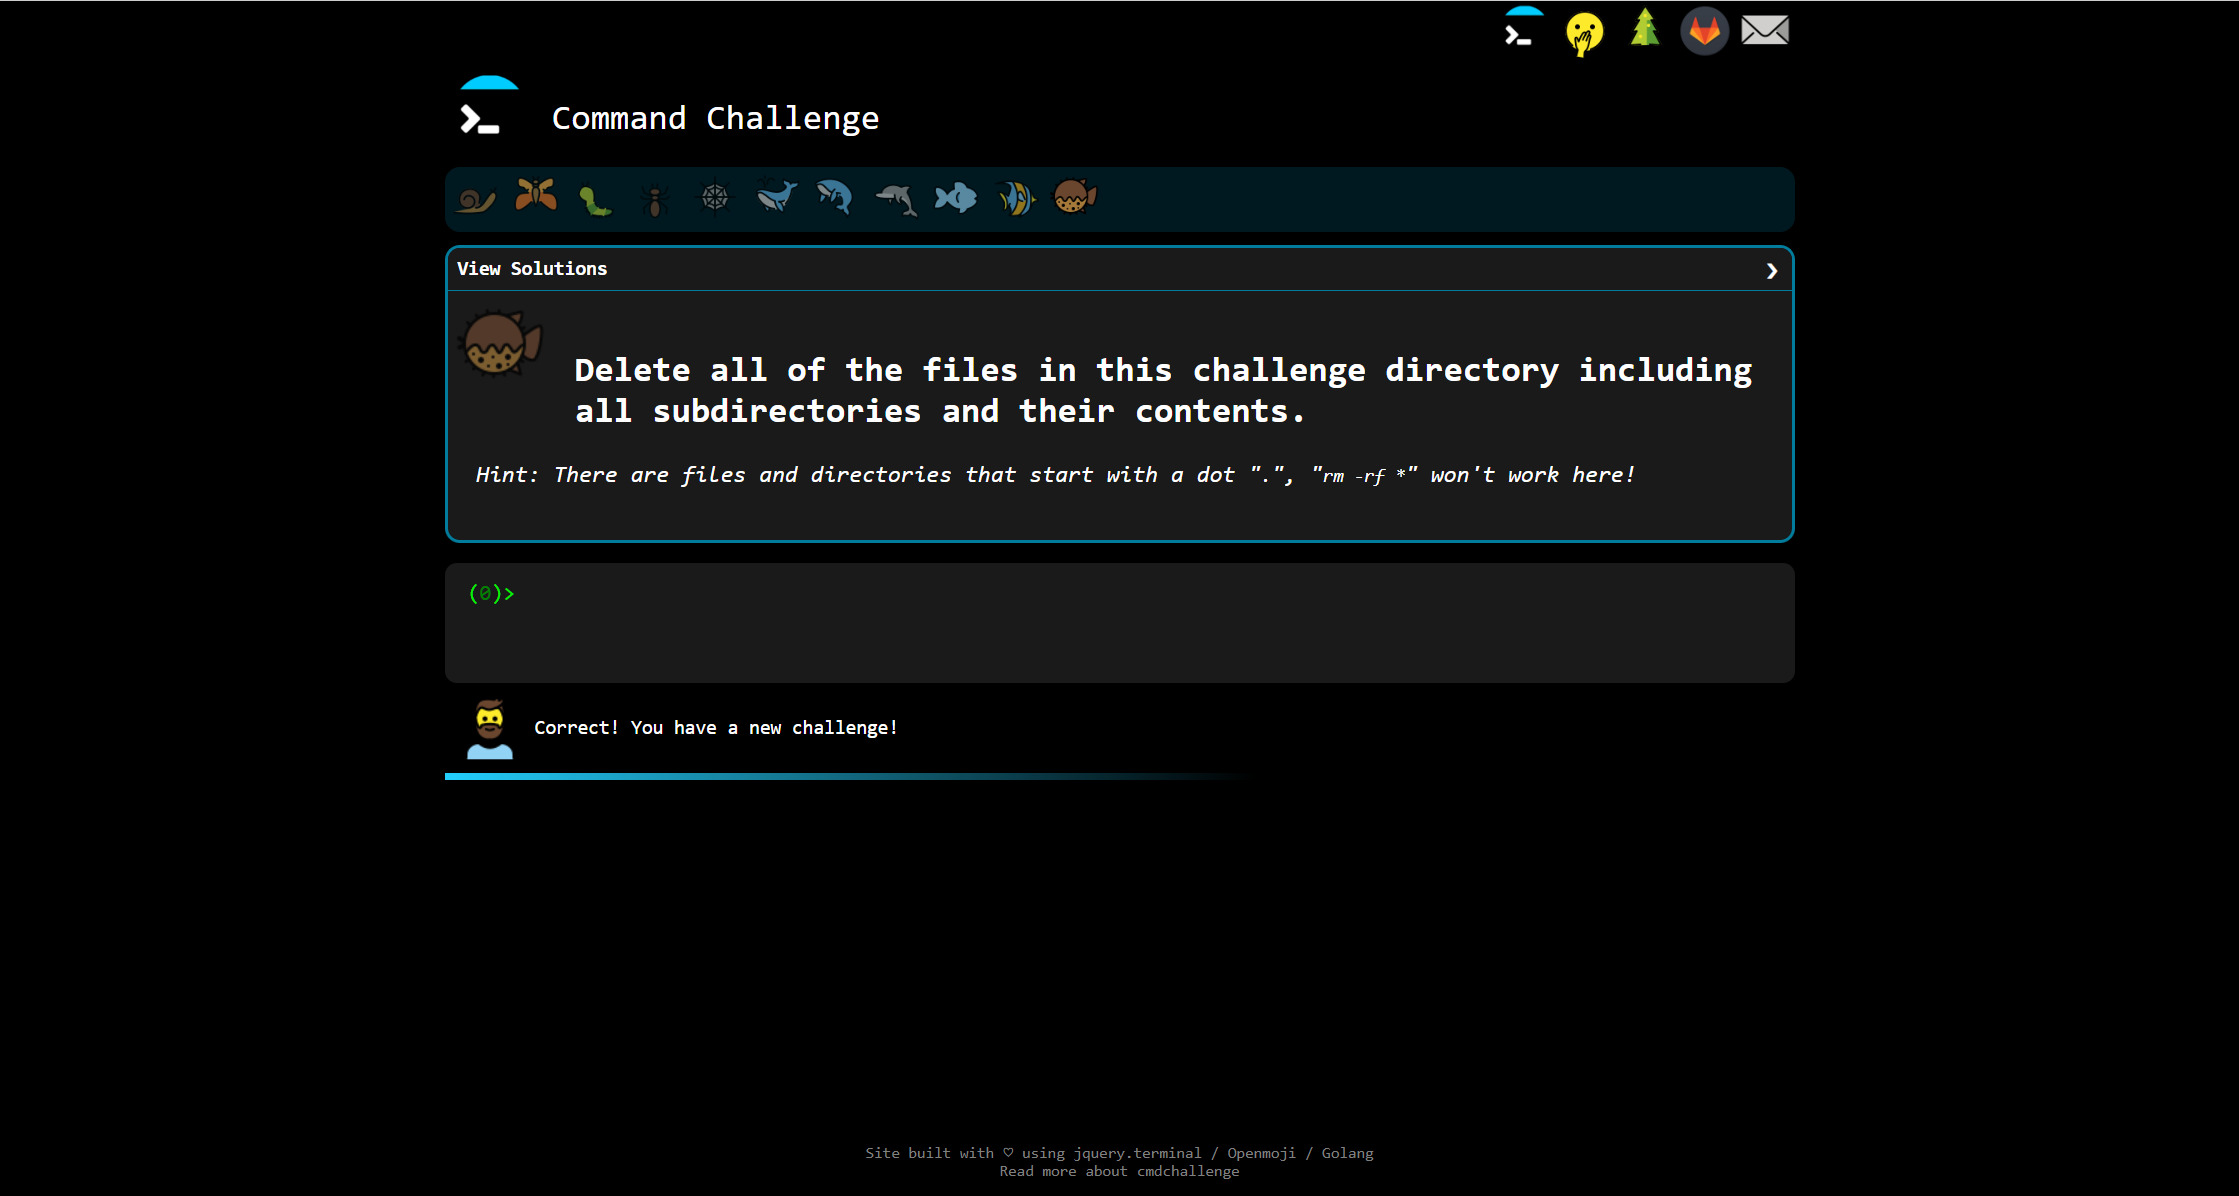 Command Challenge
View Solutions ❯
Delete all of the files in this challenge directory including
all subdirectories and their contents.
Hint: There are files and directories that start with a dot ".", "rm -rf *" won't work here!
(0)>
Correct! You have a new challenge!
Site built with ♡ using jquery.terminal / Openmoji / Golang
Read more about cmdchallenge